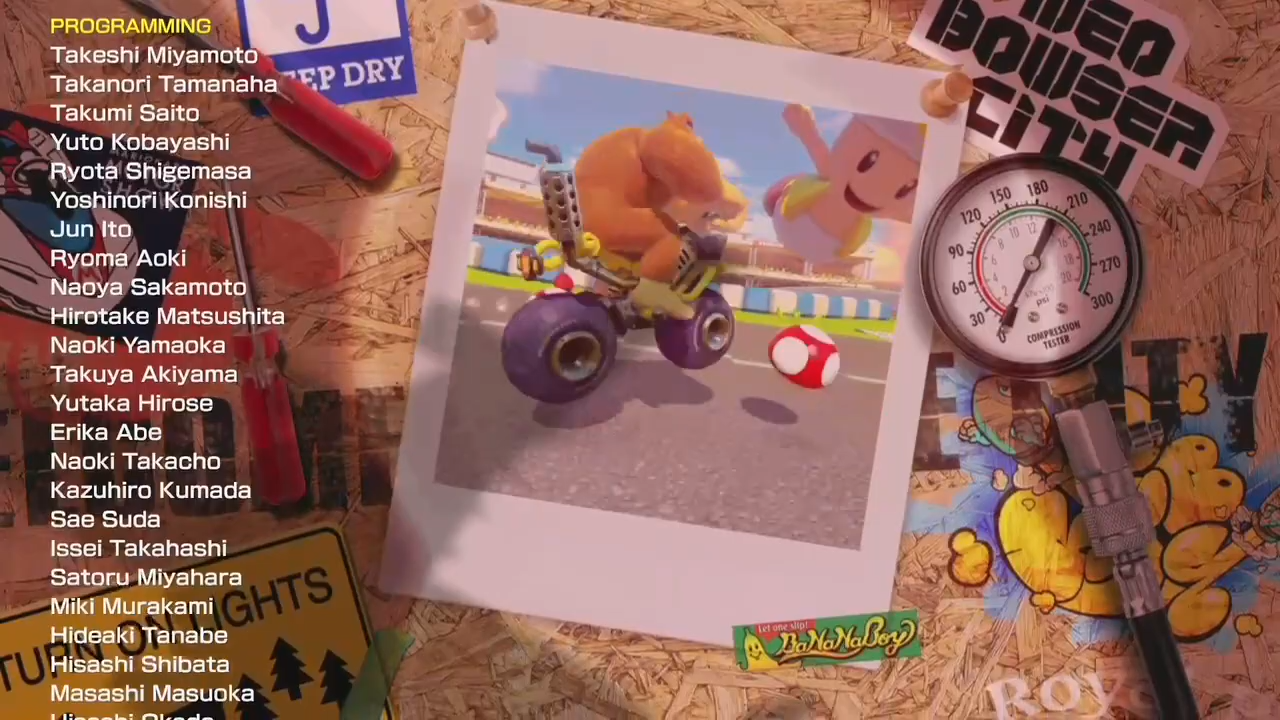 PROGRAMMING
Takeshi Miyamoto
Takanori Tamanaha
Takumi Saito
Yuto Kobayashi
Ryota Shigemasa
Yoshinori Konishi
Jun Ito
Ryoma Aoki
Naoya Sakamoto
Hirotake Matsushita
Naoki Yamaoka
Takuya Akiyama
Yutaka Hirose
Erika Abe
Naoki Takacho
Kazuhiro Kumada
Sae Suda
Issei Takahashi
Satoru Miyahara
Miki Murakami
Hideaki Tanabe
Hisashi Shibata
Masashi Masuoka
J
EP DRY
NEO
BOWSER
CITY
30
60
90
120
150
180
210
240
270
300
psi
COMPRESSION
TESTER
TURN ON LIGHTS
Let one slip!
BaNaNaBoy
ROY